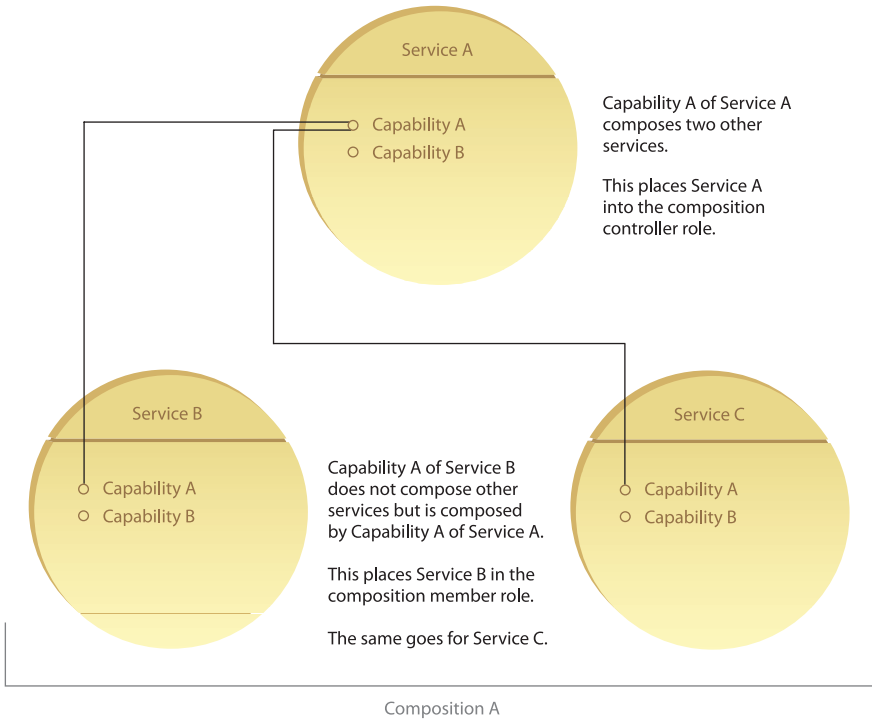 Service A
Capability A
Capability B
Capability A of Service A
composes two other
services.
This places Service A
into the composition
controller role.
Service B
Capability A
Capability B
Capability A of Service B
does not compose other
services but is composed
by Capability A of Service A.
This places Service B in the
composition member role.
The same goes for Service C.
Service C
Capability A
Capability B
Composition A